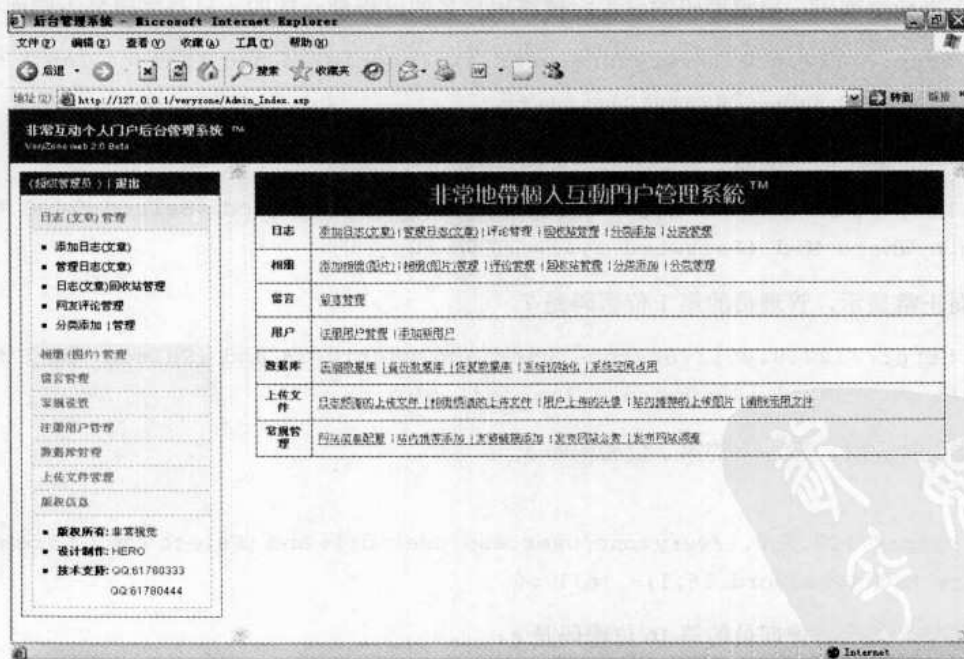 后台管理系统 - Microsoft Internet Explorer
文件(F) 编辑(E) 查看(V) 收藏(A) 工具(T) 帮助(H)
后退 搜索 收藏夹
地址(D) http://127.0.0.1/veryzone/Admin_Index.asp 转到 链接 »
非常互动个人门户后台管理系统 ™
VeryZone web 2.0 Beta
(超级管理员) | 退出
日志(文章)管理
添加日志(文章)
管理日志(文章)
日志(文章)回收站管理
网友评论管理
分类添加 | 管理
相册(图片)管理
留言管理
常规设置
注册用户管理
数据库管理
上传文件管理
版权信息
版权所有: 非常视觉
设计制作: HERO
技术支持: QQ:61780333
QQ:61780444
非常地帶個人互動門户管理系統™
日志 添加日志(文章) | 管理日志(文章) | 评论管理 | 回收站管理 | 分类添加 | 分类管理
相册 添加相册(图片) | 相册(图片)管理 | 评论管理 | 回收站管理 | 分类添加 | 分类管理
留言 留言管理
用户 注册用户管理 | 添加新用户
数据库 压缩数据库 | 备份数据库 | 恢复数据库 | 系统初始化 | 系统空间占用
上传文件 日志频道的上传文件 | 相册频道的上传文件 | 用户上传的头像 | 站内推荐的上传图片 | 清除无用文件
常规管理 网站常规配置 | 站内推荐添加 | 友情链接添加 | 发布网站公告 | 发布网站调查
Internet